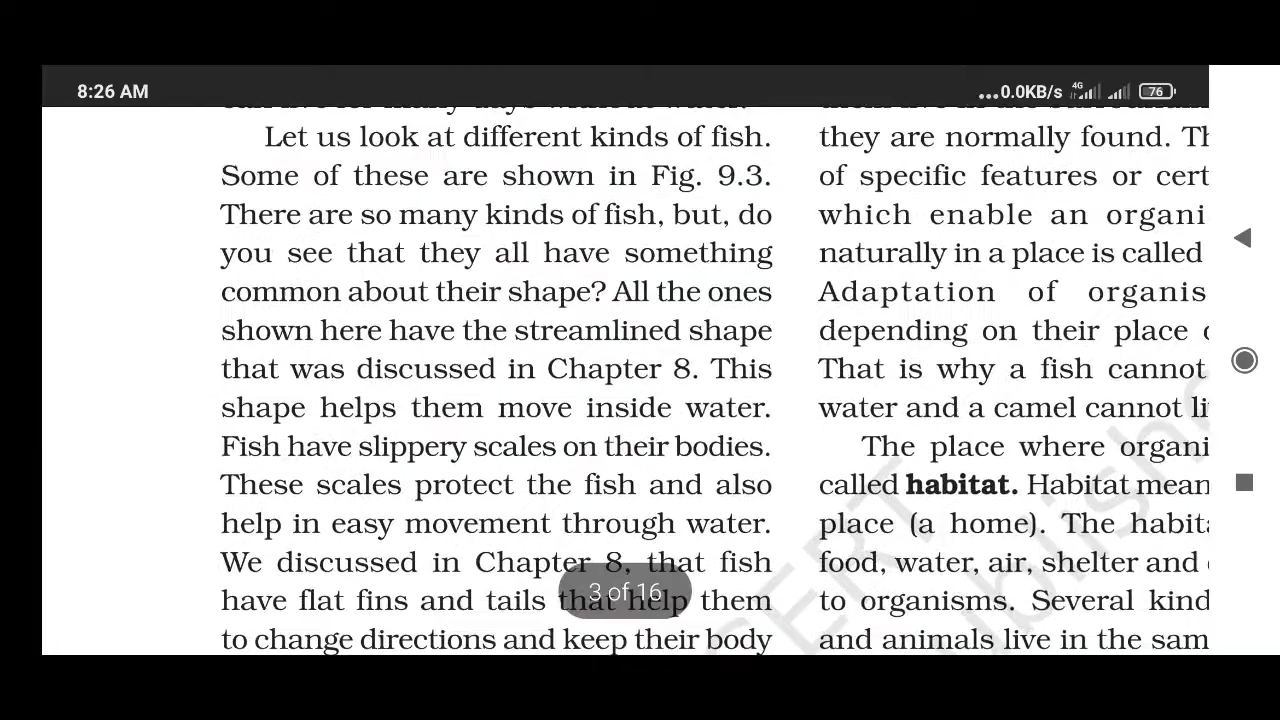 8:26 AM
...0.0KB/s 4G 76
Let us look at different kinds of fish.
Some of these are shown in Fig. 9.3.
There are so many kinds of fish, but, do
you see that they all have something
common about their shape? All the ones
shown here have the streamlined shape
that was discussed in Chapter 8. This
shape helps them move inside water.
Fish have slippery scales on their bodies.
These scales protect the fish and also
help in easy movement through water.
We discussed in Chapter 8, that fish
have flat fins and tails that help them
to change directions and keep their body
3 of 16
they are normally found.
of specific features or
which enable an
naturally in a place is called
Adaptation of
depending on their place
That is why a fish cannot
water and a camel cannot
The place where
called habitat. Habitat
place (a home). The
food, water, air, shelter and
to organisms. Several
and animals live in the